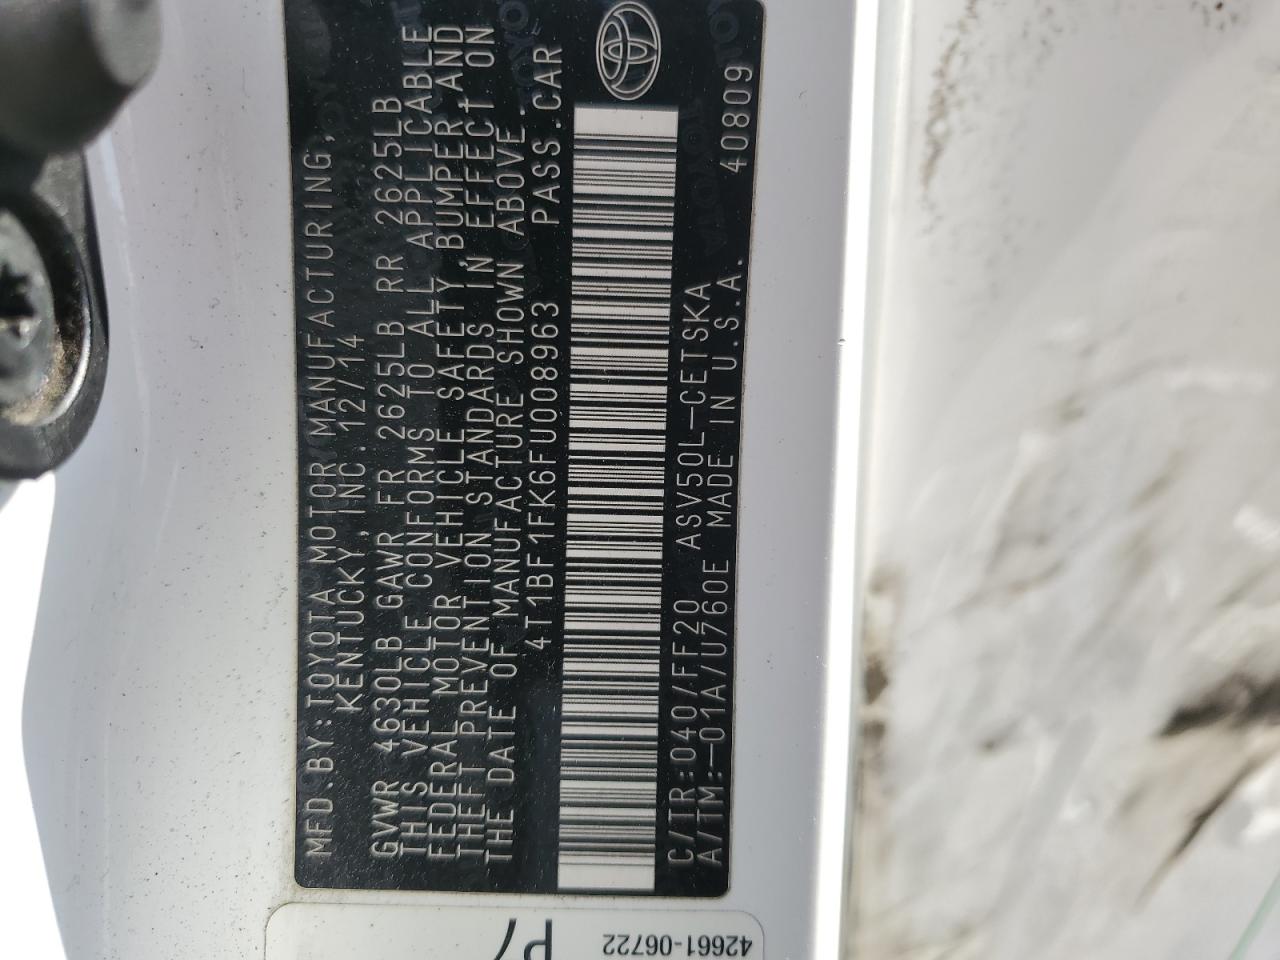 MFD.BY:TOYOTA MOTOR MANUFACTURING,
KENTUCKY,INC. 12/14
GVWR 4630LB GAWR FR 2625LB RR 2625LB
THIS VEHICLE CONFORMS TO ALL APPLICABLE
FEDERAL MOTOR VEHICLE SAFETY,BUMPER,AND
THEFT PREVENTION STANDARDS IN EFFECT ON
THE DATE OF MANUFACTURE SHOWN ABOVE.
4T1BF1FK6FU008963 PASS.CAR
C/TR:040/FF20 ASV50L-CETSKA
A/TM:-01A/U760E MADE IN U.S.A. 40809
P7
42661-06722